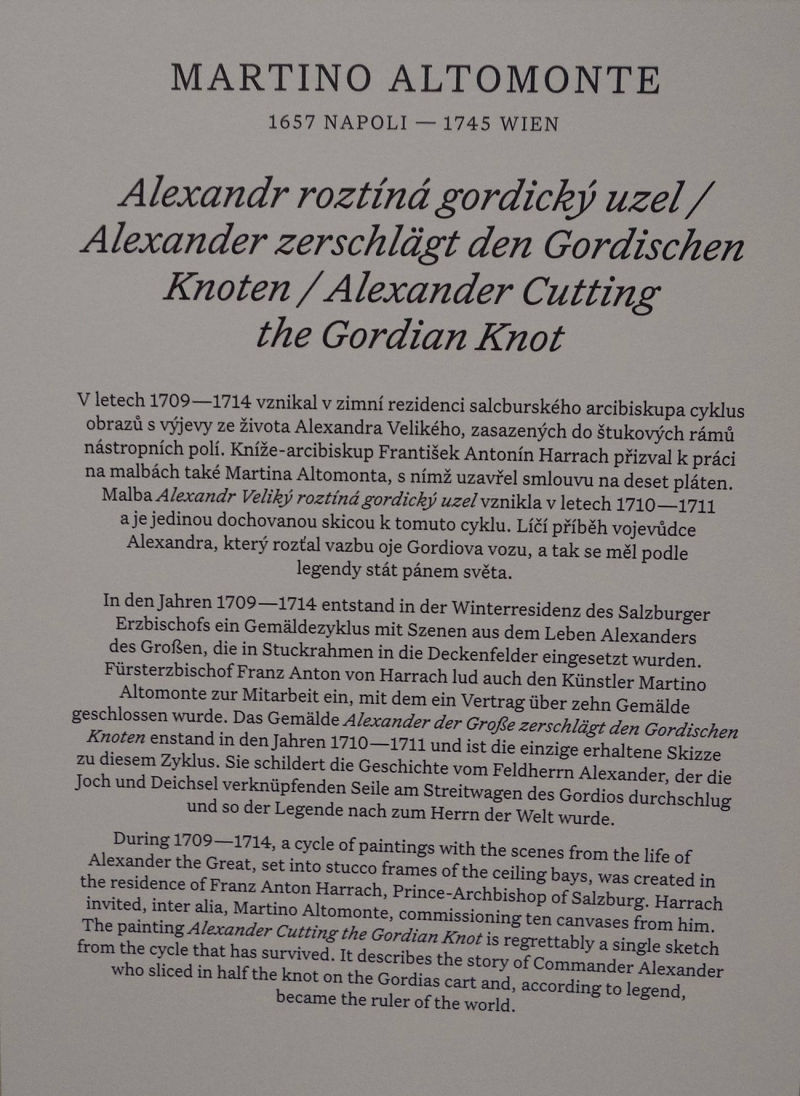 MARTINO ALTOMONTE
1657 NAPOLI — 1745 WIEN
Alexandr roztíná gordický uzel /
Alexander zerschlägt den Gordischen
Knoten / Alexander Cutting
the Gordian Knot
V letech 1709—1714 vznikal v zimní rezidenci salcburského arcibiskupa cyklus
obrazů s výjevy ze života Alexandra Velikého, zasazených do štukových rámů
nástropních polí. Kníže-arcibiskup František Antonín Harrach přizval k práci
na malbách také Martina Altomonta, s nímž uzavřel smlouvu na deset pláten.
Malba Alexandr Veliký roztíná gordický uzel vznikla v letech 1710—1711
a je jedinou dochovanou skicou k tomuto cyklu. Líčí příběh vojevůdce
Alexandra, který rozťal vazbu oje Gordiova vozu, a tak se měl podle
legendy stát pánem světa.
In den Jahren 1709—1714 entstand in der Winterresidenz des Salzburger
Erzbischofs ein Gemäldezyklus mit Szenen aus dem Leben Alexanders
des Großen, die in Stuckrahmen in die Deckenfelder eingesetzt wurden.
Fürsterzbischof Franz Anton von Harrach lud auch den Künstler Martino
Altomonte zur Mitarbeit ein, mit dem ein Vertrag über zehn Gemälde
geschlossen wurde. Das Gemälde Alexander der Große zerschlägt den Gordischen
Knoten enstand in den Jahren 1710—1711 und ist die einzige erhaltene Skizze
zu diesem Zyklus. Sie schildert die Geschichte vom Feldherrn Alexander, der die
Joch und Deichsel verknüpfenden Seile am Streitwagen des Gordios durchschlug
und so der Legende nach zum Herrn der Welt wurde.
During 1709—1714, a cycle of paintings with the scenes from the life of
Alexander the Great, set into stucco frames of the ceiling bays, was created in
the residence of Franz Anton Harrach, Prince-Archbishop of Salzburg. Harrach
invited, inter alia, Martino Altomonte, commissioning ten canvases from him.
The painting Alexander Cutting the Gordian Knot is regrettably a single sketch
from the cycle that has survived. It describes the story of Commander Alexander
who sliced in half the knot on the Gordias cart and, according to legend,
became the ruler of the world.